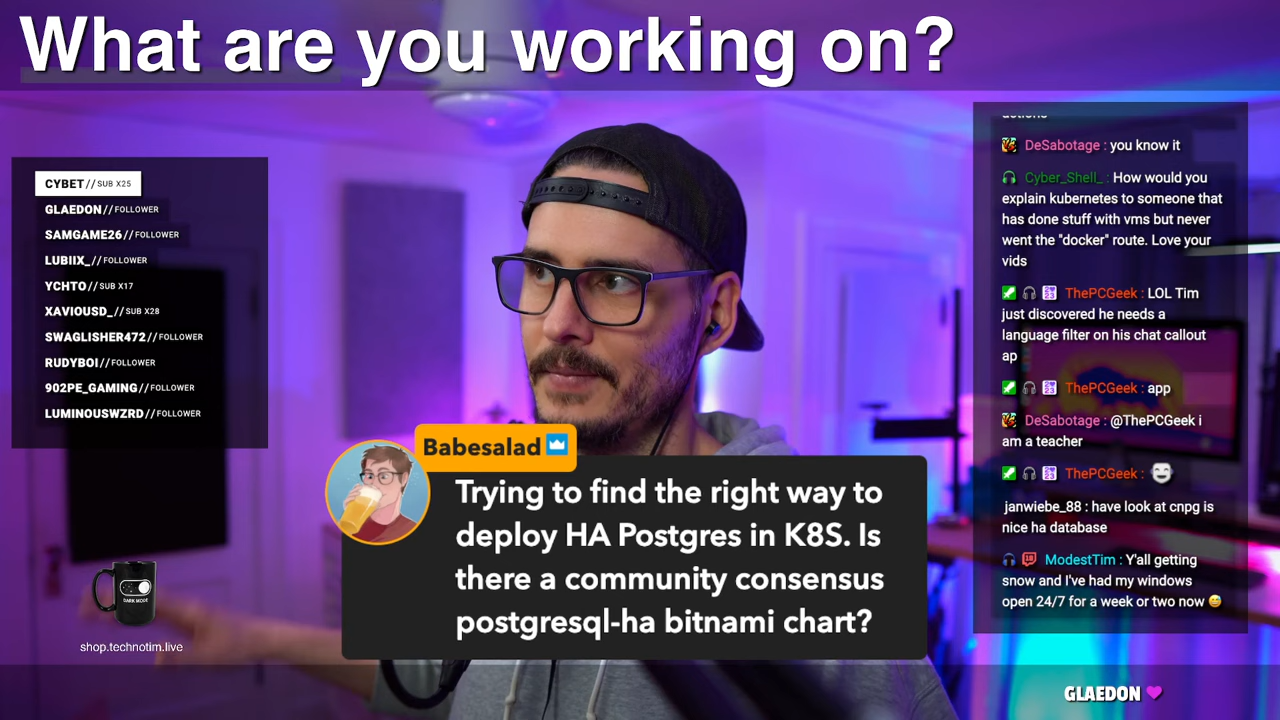 What are you working on?
CYBET//SUB X25
GLAEDON//FOLLOWER
SAMGAME26//FOLLOWER
LUBIIX_//FOLLOWER
YCHTO//SUB X17
XAVIOUSD_//SUB X28
SWAGLISHER472//FOLLOWER
RUDYBOI//FOLLOWER
902PE_GAMING//FOLLOWER
LUMINOUSWZRD//FOLLOWER
DARK MODE
shop.technotim.live
Babesalad
Trying to find the right way to
deploy HA Postgres in K8S. Is
there a community consensus
postgresql-ha bitnami chart?
actions
DeSabotage : you know it
Cyber_Shell_ : How would you
explain kubernetes to someone that
has done stuff with vms but never
went the "docker" route. Love your
vids
ThePCGeek : LOL Tim
just discovered he needs a
language filter on his chat callout
ap
ThePCGeek : app
DeSabotage : @ThePCGeek i
am a teacher
ThePCGeek :
janwiebe_88 : have look at cnpg is
nice ha database
ModestTim : Y'all getting
snow and I've had my windows
open 24/7 for a week or two now 😅
GLAEDON